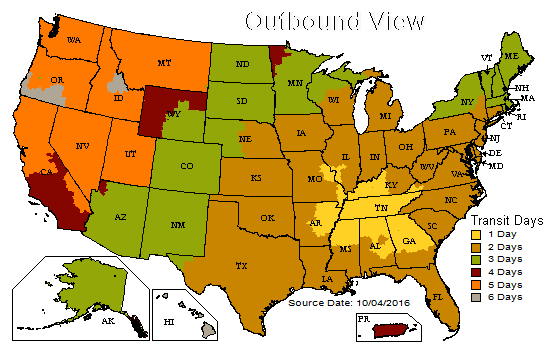 Outbound View
WA
MT
ND
MN
VT
ME
OR
ID
WY
SD
WI
MI
NY
NH
MA
RI
CT
NJ
DE
MD
PA
NE
IA
IL
IN
OH
WV
VA
NV
UT
CO
KS
MO
KY
NC
CA
AZ
NM
OK
AR
TN
SC
MS
AL
GA
TX
LA
FL
AK
HI
PR
Transit Days
1 Day
2 Days
3 Days
4 Days
5 Days
6 Days
Source Date: 10/04/2016